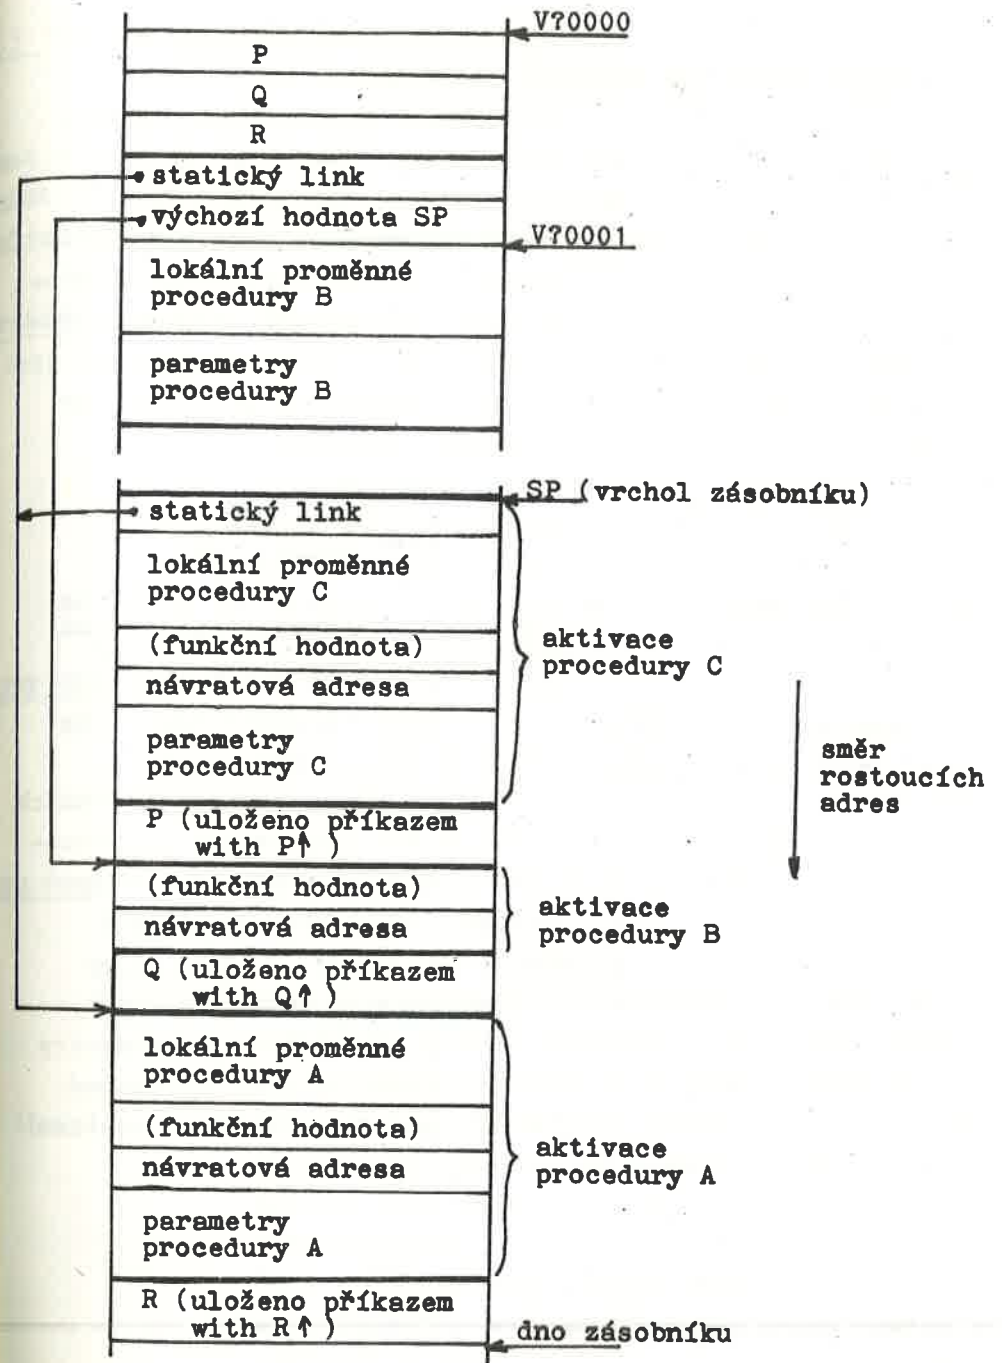 V?0000
P
Q
R
statický link
výchozí hodnota SP
V?0001
lokální proměnné
procedury B
parametry
procedury B
SP (vrchol zásobníku)
statický link
lokální proměnné
procedury C
(funkční hodnota)
návratová adresa
parametry
procedury C
aktivace
procedury C
směr
rostoucích
adres
P (uloženo příkazem
with P↑ )
(funkční hodnota)
návratová adresa
aktivace
procedury B
Q (uloženo příkazem
with Q↑ )
lokální proměnné
procedury A
(funkční hodnota)
návratová adresa
parametry
procedury A
aktivace
procedury A
R (uloženo příkazem
with R↑ )
dno zásobníku